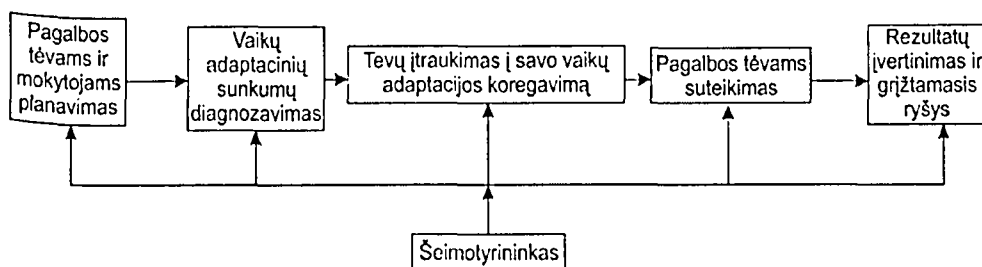 Pagalbos
tėvams ir
mokytojams
planavimas
Vaikų
adaptacinių
sunkumų
diagnozavimas
Tevų įtraukimas į savo vaikų
adaptacijos koregavimą
Pagalbos tėvams
suteikimas
Rezultatų
įvertinimas ir
grįžtamasis
ryšys
Šeimotyrininkas